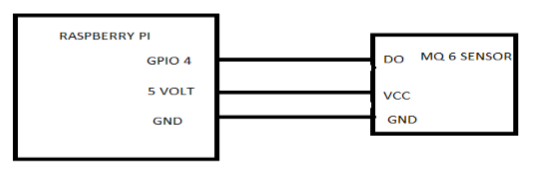 RASPBERRY PI
GPIO 4
5 VOLT
GND
MQ 6 SENSOR
DO
VCC
GND